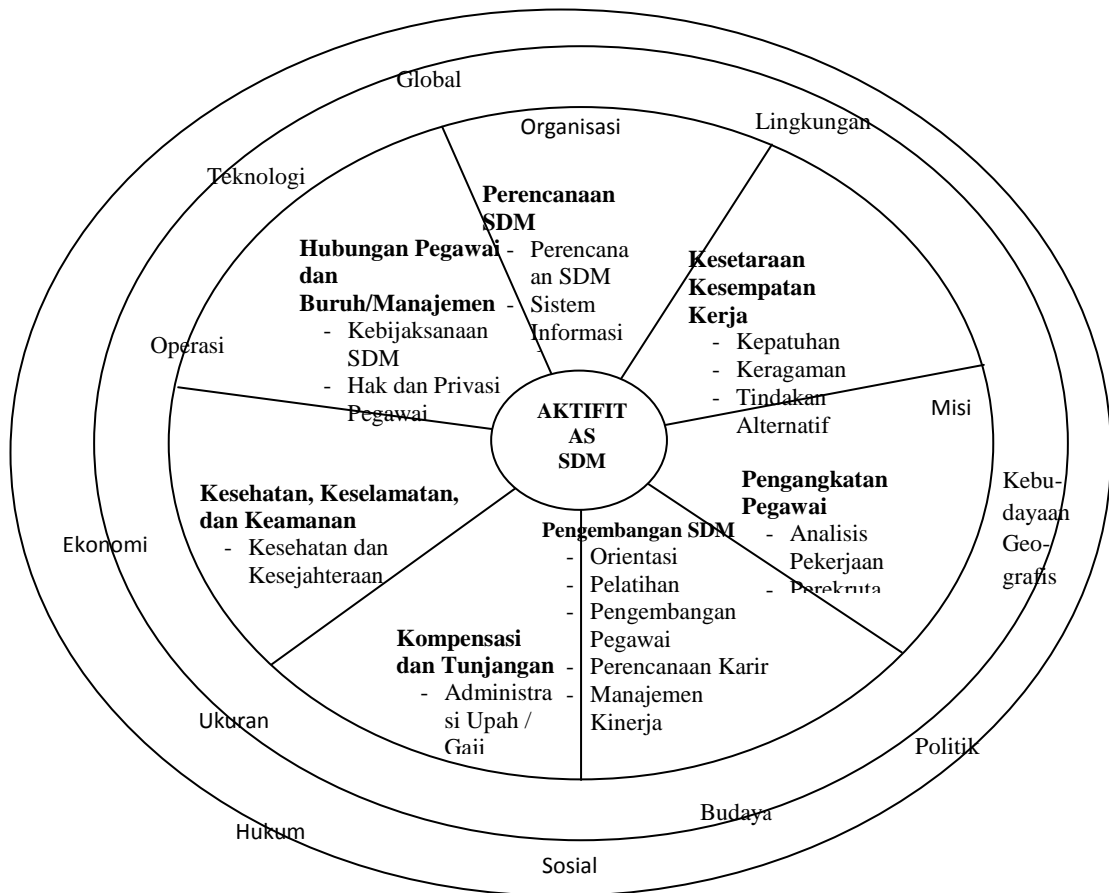 Global
Organisasi
Lingkungan
Teknologi
Perencanaan
SDM
- Perencana
an SDM
- Sistem
Informasi
Hubungan Pegawai
dan
Buruh/Manajemen
- Kebijaksanaan
SDM
- Hak dan Privasi
Pegawai
Kesetaraan
Kesempatan
Kerja
- Kepatuhan
- Keragaman
- Tindakan
Alternatif
Operasi
Misi
AKTIFIT
AS
SDM
Kesehatan, Keselamatan,
dan Keamanan
- Kesehatan dan
Kesejahteraan
Pengangkatan
Pegawai
- Analisis
Pekerjaan
- Perekruta
Kebu-
dayaan
Geo-
grafis
Ekonomi
Pengembangan SDM
- Orientasi
- Pelatihan
- Pengembangan
Pegawai
- Perencanaan Karir
- Manajemen
Kinerja
Kompensasi
dan Tunjangan
- Administra
si Upah /
Gaji
Ukuran
Politik
Budaya
Hukum
Sosial